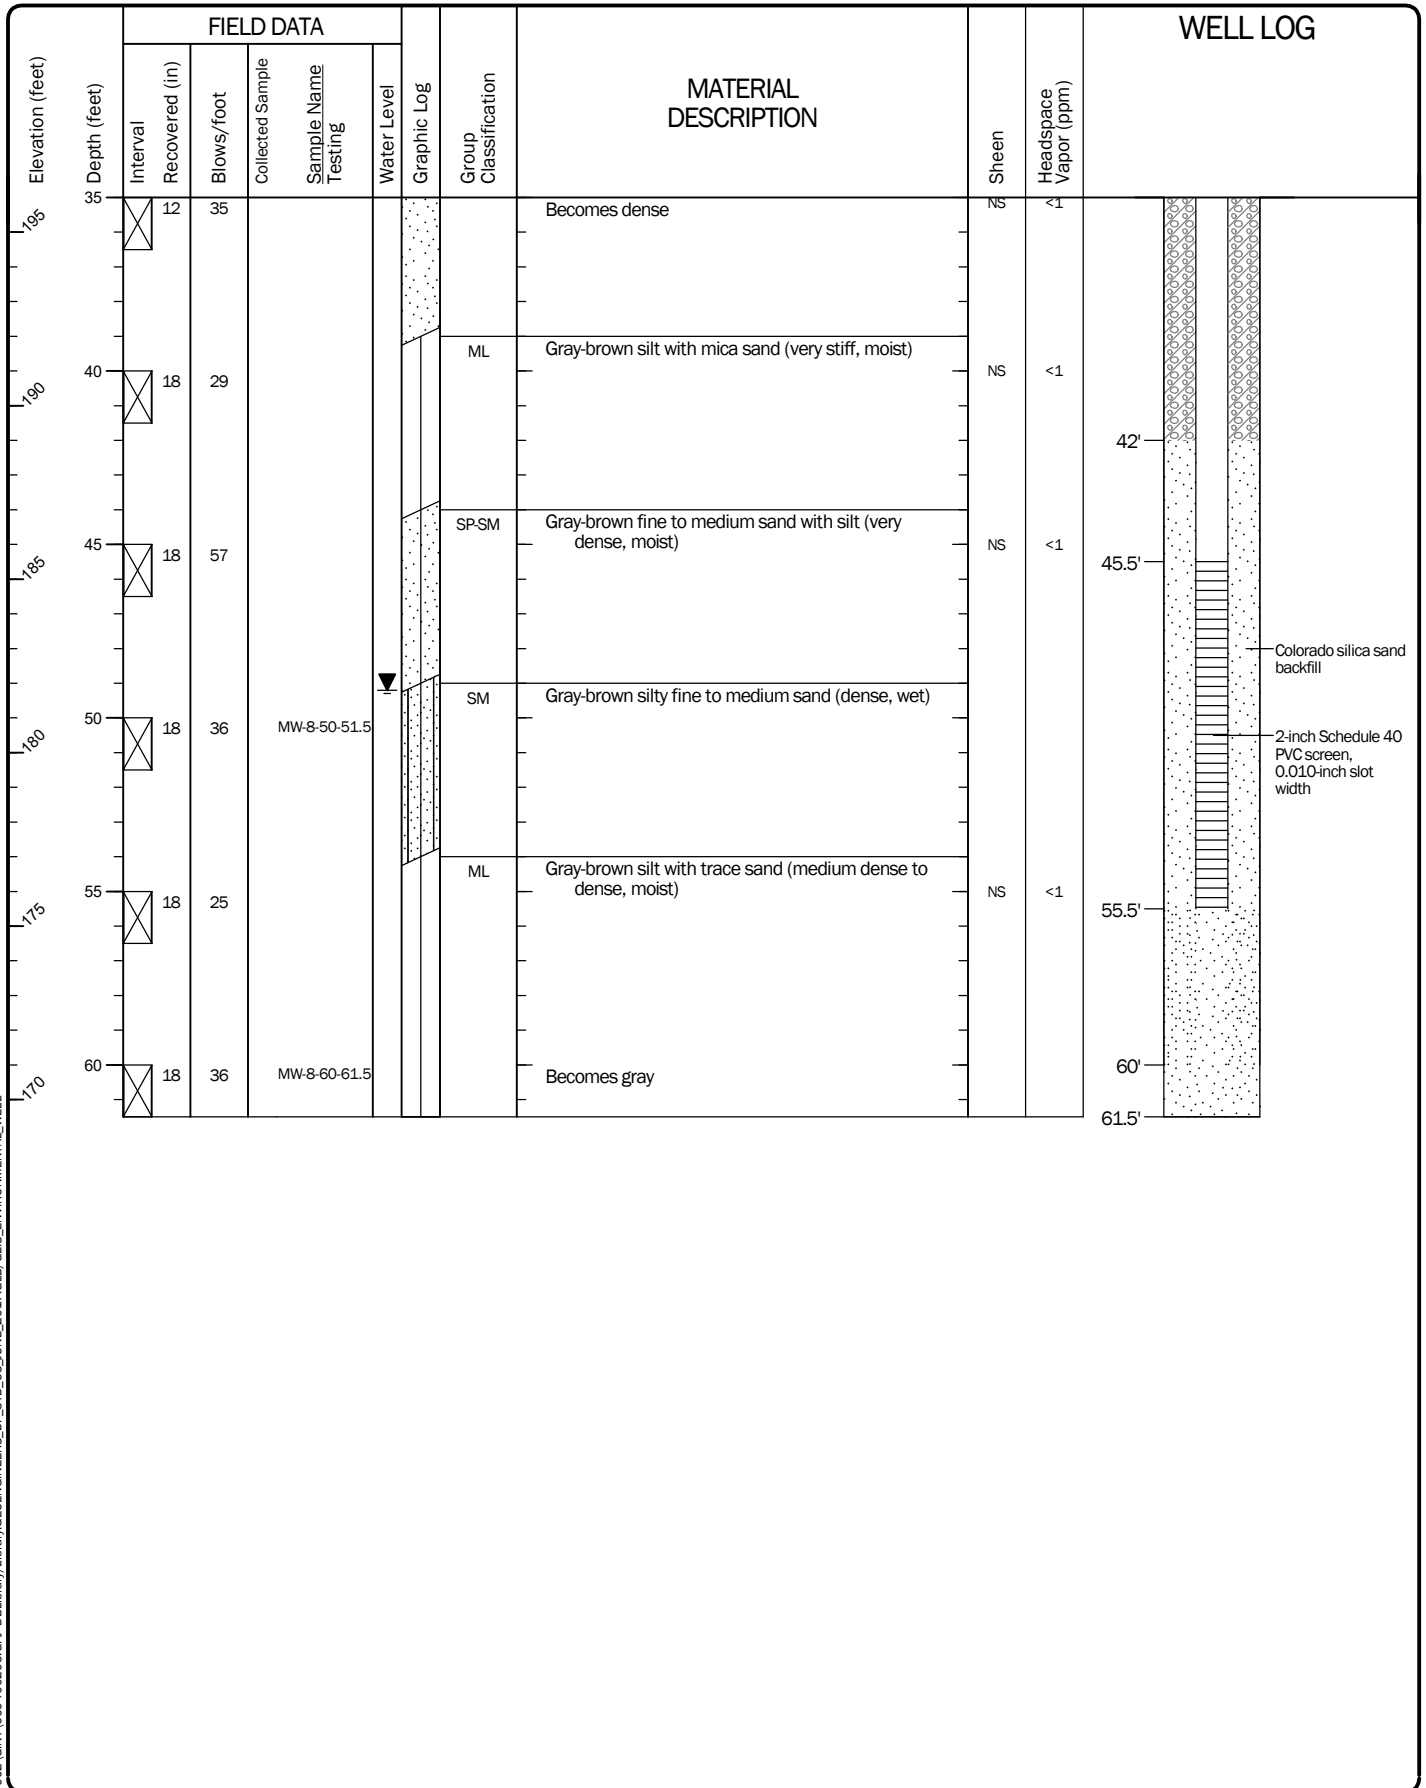 FIELD DATA
WELL LOG
Elevation (feet)
Depth (feet)
Interval
Recovered (in)
Blows/foot
Collected Sample
Sample Name
Testing
Water Level
Graphic Log
Group
Classification
MATERIAL
DESCRIPTION
Sheen
Headspace
Vapor (ppm)
35
195
12
35
Becomes dense
NS
<1
ML
Gray-brown silt with mica sand (very stiff, moist)
40
190
18
29
NS
<1
42'
SP-SM
Gray-brown fine to medium sand with silt (very
dense, moist)
45
185
18
57
NS
<1
45.5'
Colorado silica sand
backfill
SM
Gray-brown silty fine to medium sand (dense, wet)
50
180
18
36
MW-8-50-51.5
2-inch Schedule 40
PVC screen,
0.010-inch slot
width
ML
Gray-brown silt with trace sand (medium dense to
dense, moist)
55
175
18
25
NS
<1
55.5'
60
170
18
36
MW-8-60-61.5
Becomes gray
60'
61.5'